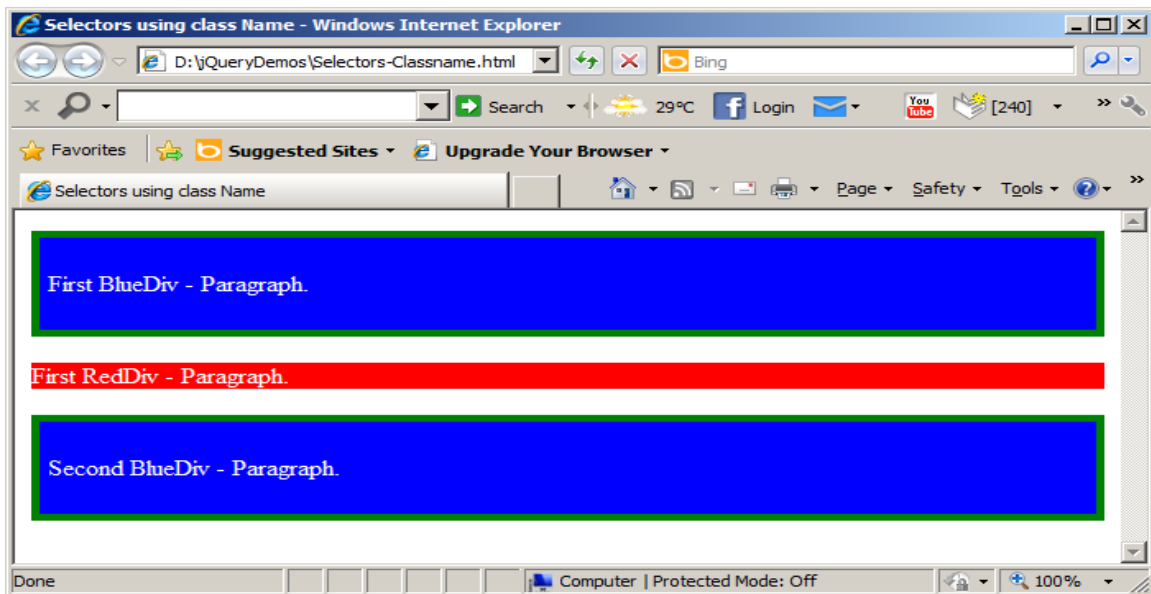 Selectors using class Name - Windows Internet Explorer
D:\jQueryDemos\Selectors-Classname.html
Bing
Search
29°C
Login
You Tube
[240]
»
Favorites
Suggested Sites
Upgrade Your Browser
Selectors using class Name
Page
Safety
Tools
»
First BlueDiv - Paragraph.
First RedDiv - Paragraph.
Second BlueDiv - Paragraph.
Done
Computer | Protected Mode: Off
100%